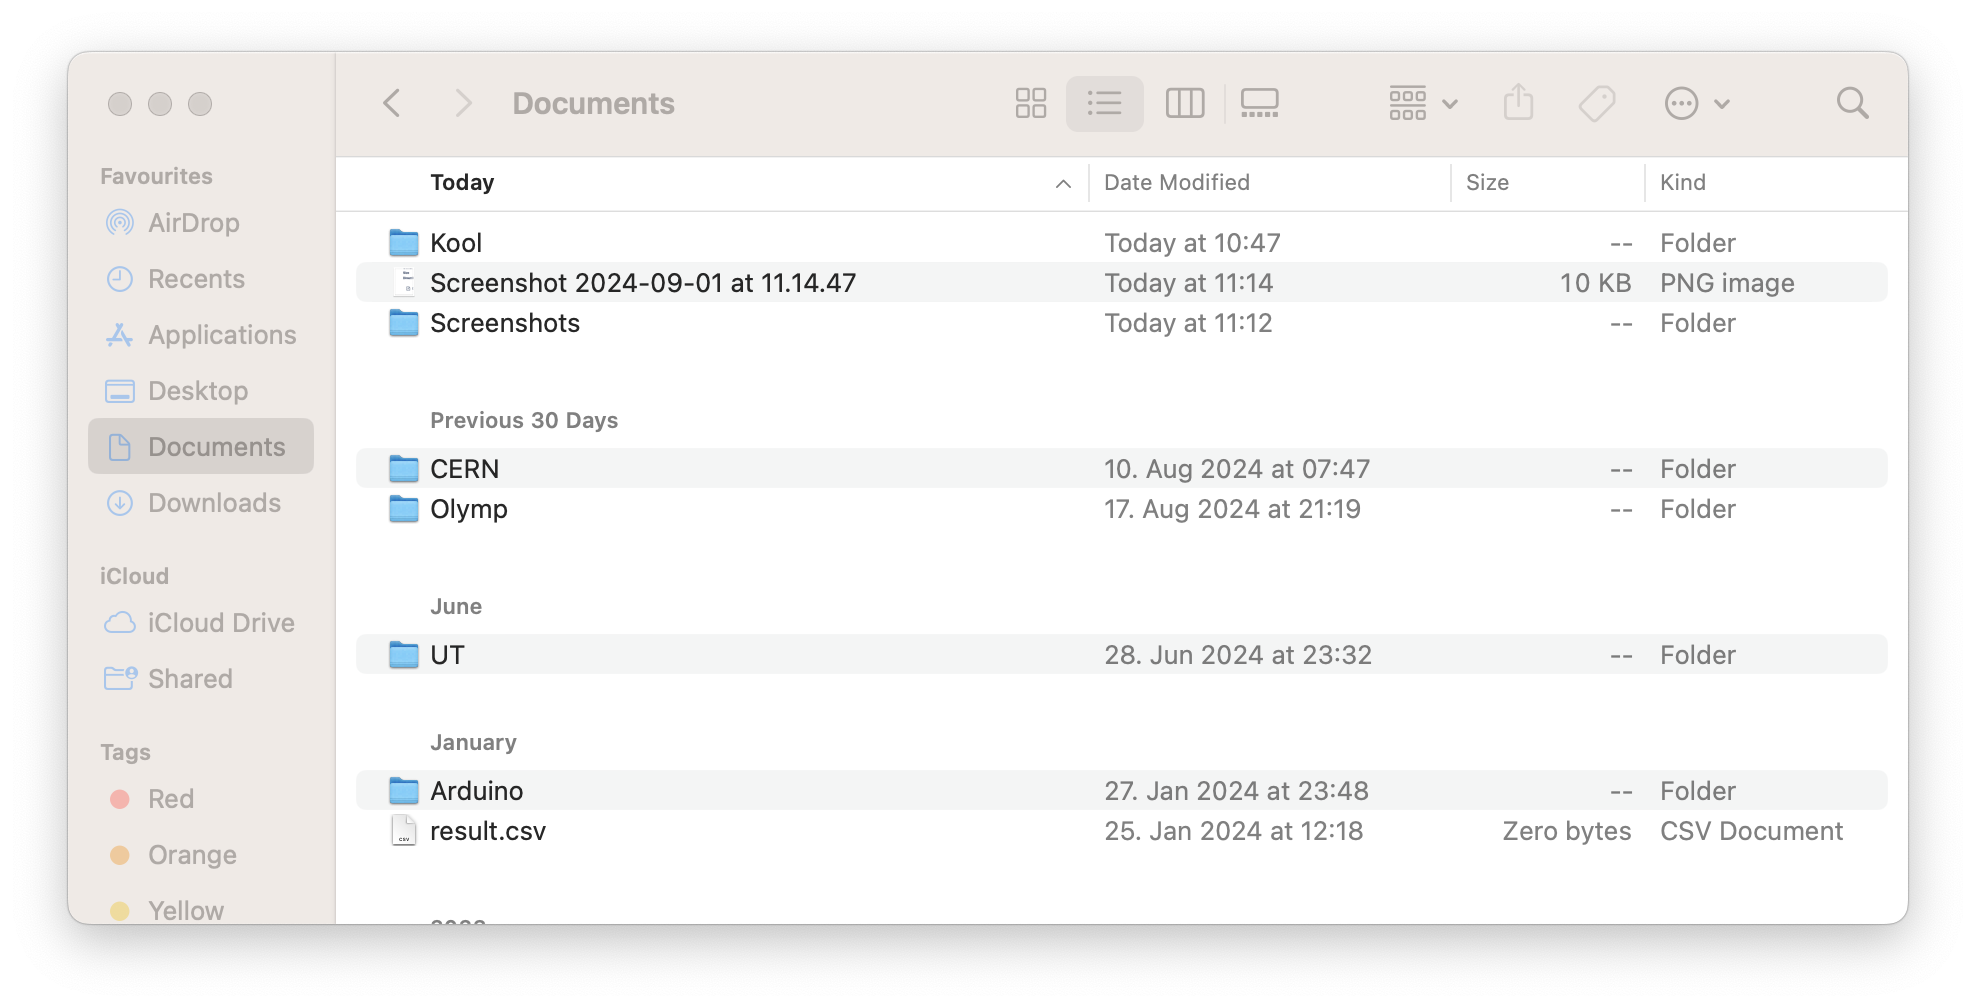 Documents
Favourites
AirDrop
Recents
Applications
Desktop
Documents
Downloads
iCloud
iCloud Drive
Shared
Tags
Red
Orange
Yellow
Today Date Modified Size Kind
Kool Today at 10:47 -- Folder
Screenshot 2024-09-01 at 11.14.47 Today at 11:14 10 KB PNG image
Screenshots Today at 11:12 -- Folder
Previous 30 Days
CERN 10. Aug 2024 at 07:47 -- Folder
Olymp 17. Aug 2024 at 21:19 -- Folder
June
UT 28. Jun 2024 at 23:32 -- Folder
January
Arduino 27. Jan 2024 at 23:48 -- Folder
result.csv 25. Jan 2024 at 12:18 Zero bytes CSV Document